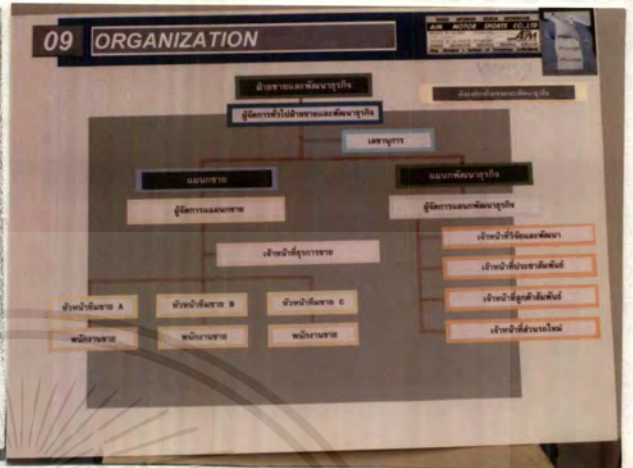 09 ORGANIZATION
AIM MOTOR SPORTS CO.,LTD
AIM
ฝ่ายขายและพัฒนาธุรกิจ
ผู้จัดการทั่วไปฝ่ายขายและพัฒนาธุรกิจ
เลขานุการ
แผนกขาย
แผนกพัฒนาธุรกิจ
ผู้จัดการแผนกขาย
ผู้จัดการแผนกพัฒนาธุรกิจ
เจ้าหน้าที่วิจัยและพัฒนา
เจ้าหน้าที่ธุรการขาย
เจ้าหน้าที่ประชาสัมพันธ์
หัวหน้าทีมขาย A
หัวหน้าทีมขาย B
หัวหน้าทีมขาย C
เจ้าหน้าที่ลูกค้าสัมพันธ์
พนักงานขาย
พนักงานขาย
พนักงานขาย
เจ้าหน้าที่ส่วนรถใหม่